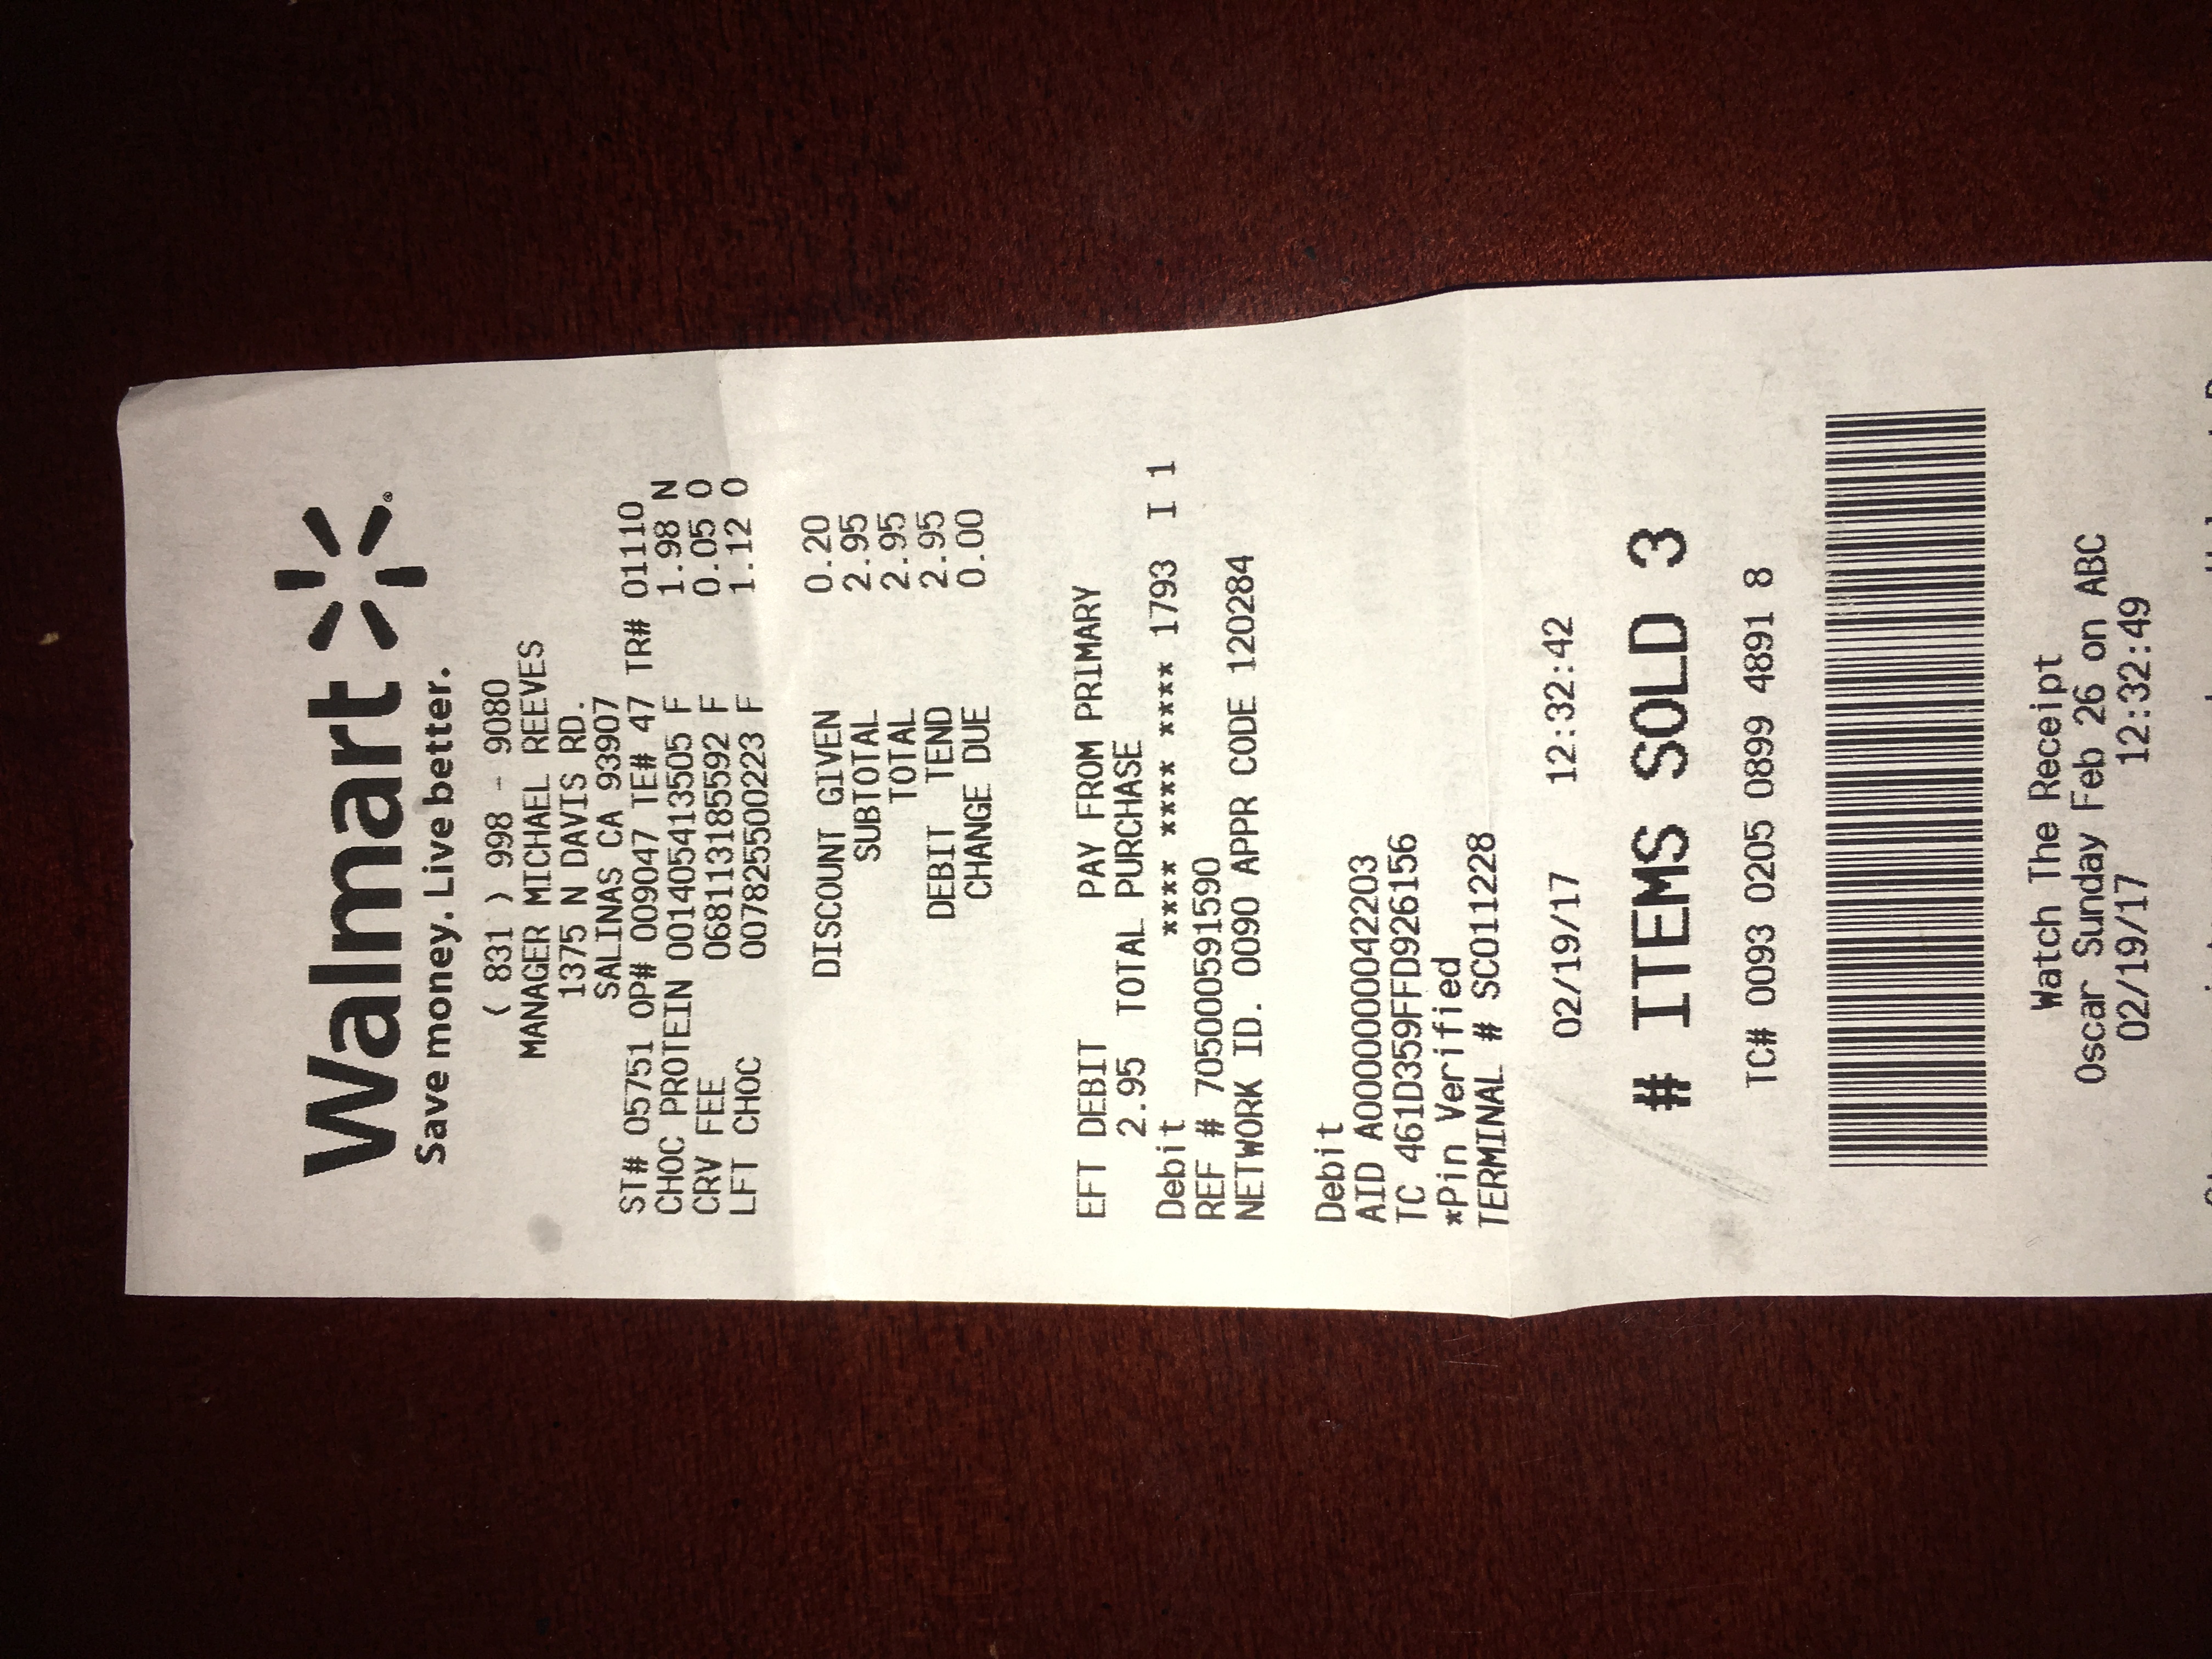 Walmart
Save money. Live better.
( 831 ) 998 - 9080
MANAGER MICHAEL REEVES
1375 N DAVIS RD.
SALINAS CA 93907
ST# 05751 OP# 009047 TE# 47 TR# 01110
CHOC PROTEIN 001405413505 F 1.98 N
CRV FEE 068113185592 F 0.05 O
LFT CHOC 007825500223 F 1.12 O
DISCOUNT GIVEN 0.20
SUBTOTAL 2.95
TOTAL 2.95
DEBIT TEND 2.95
CHANGE DUE 0.00
EFT DEBIT PAY FROM PRIMARY
2.95 TOTAL PURCHASE
Debit **** **** **** 1793 I 1
REF # 705000591590
NETWORK ID. 0090 APPR CODE 120284
Debit
AID A0000000042203
TC 461D359FFD926156
*Pin Verified
TERMINAL # SC011228
02/19/17 12:32:42
# ITEMS SOLD 3
TC# 0093 0205 0899 4891 8
Watch The Receipt
Oscar Sunday Feb 26 on ABC
02/19/17 12:32:49